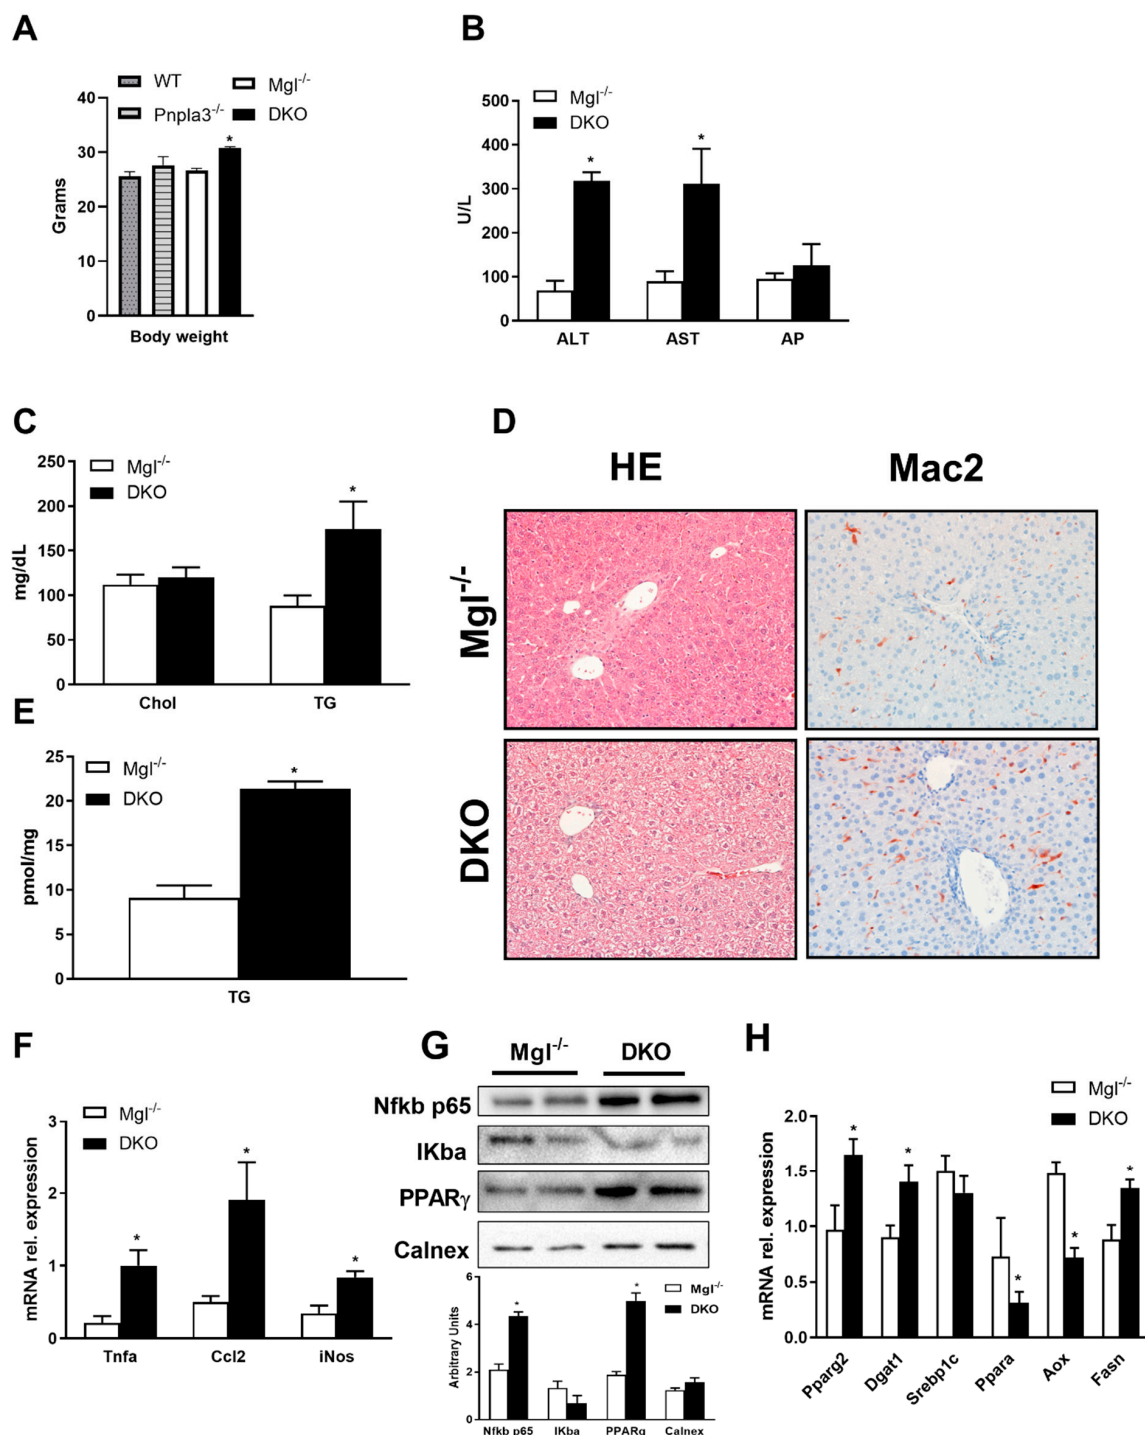 A
WT
Mgl-/-
Pnpla3-/-
DKO
40
30
20
10
0
Grams
*
Body weight
B
Mgl-/-
DKO
500
400
300
200
100
0
U/L
*
*
ALT AST AP
C
Mgl-/-
DKO
250
200
150
100
50
0
mg/dL
*
Chol TG
D
HE Mac2
Mgl-/-
DKO
E
Mgl-/-
DKO
25
20
15
10
5
0
pmol/mg
*
TG
F
Mgl-/-
DKO
3
2
1
0
mRNA rel. expression
*
*
*
Tnfa Ccl2 iNos
G
Mgl-/- DKO
Nfkb p65
IKba
PPARγ
Calnex
Mgl-/-
DKO
6
4
2
0
Arbitrary Units
*
*
Nfkb p65 IKba PPARg Calnex
H
Mgl-/-
DKO
2.0
1.5
1.0
0.5
0.0
mRNA rel. expression
*
*
*
*
*
Pparg2 Dgat1 Srebp1c Ppara Aox Fasn